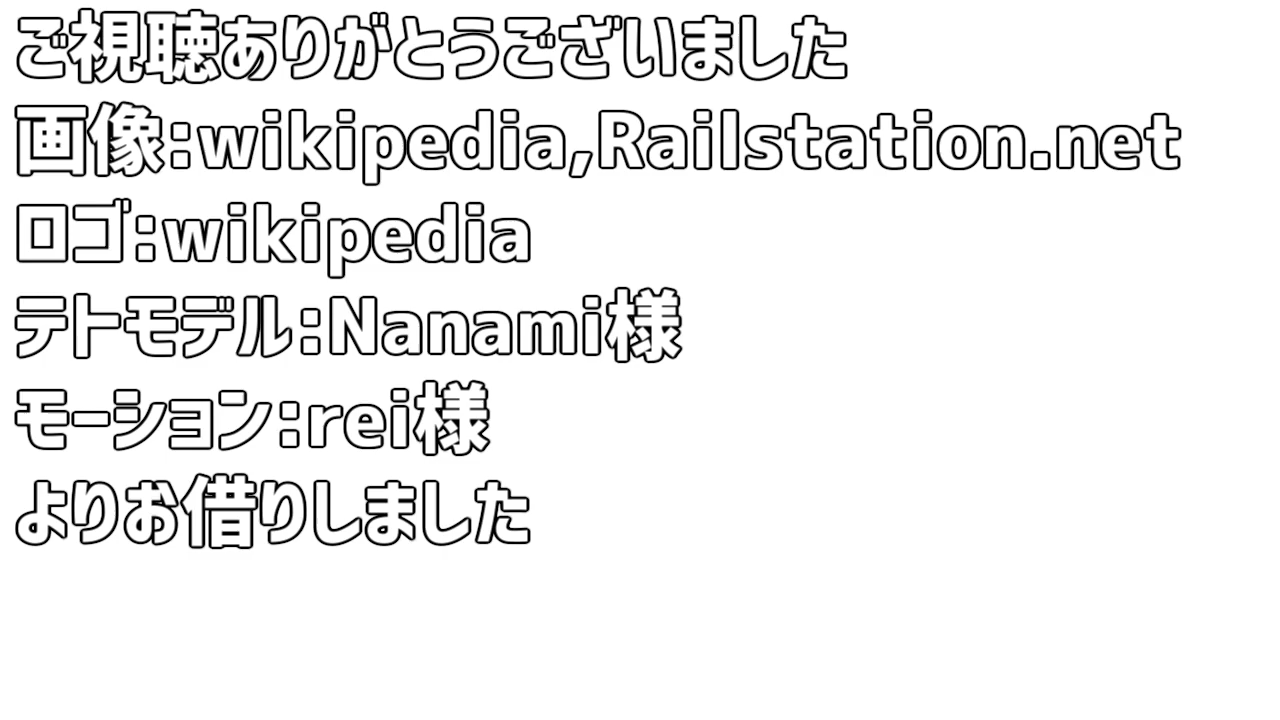 ご視聴ありがとうございました
画像:wikipedia,Railstation.net
ロゴ:wikipedia
テトモデル:Nanami様
モーション:rei様
よりお借りしました